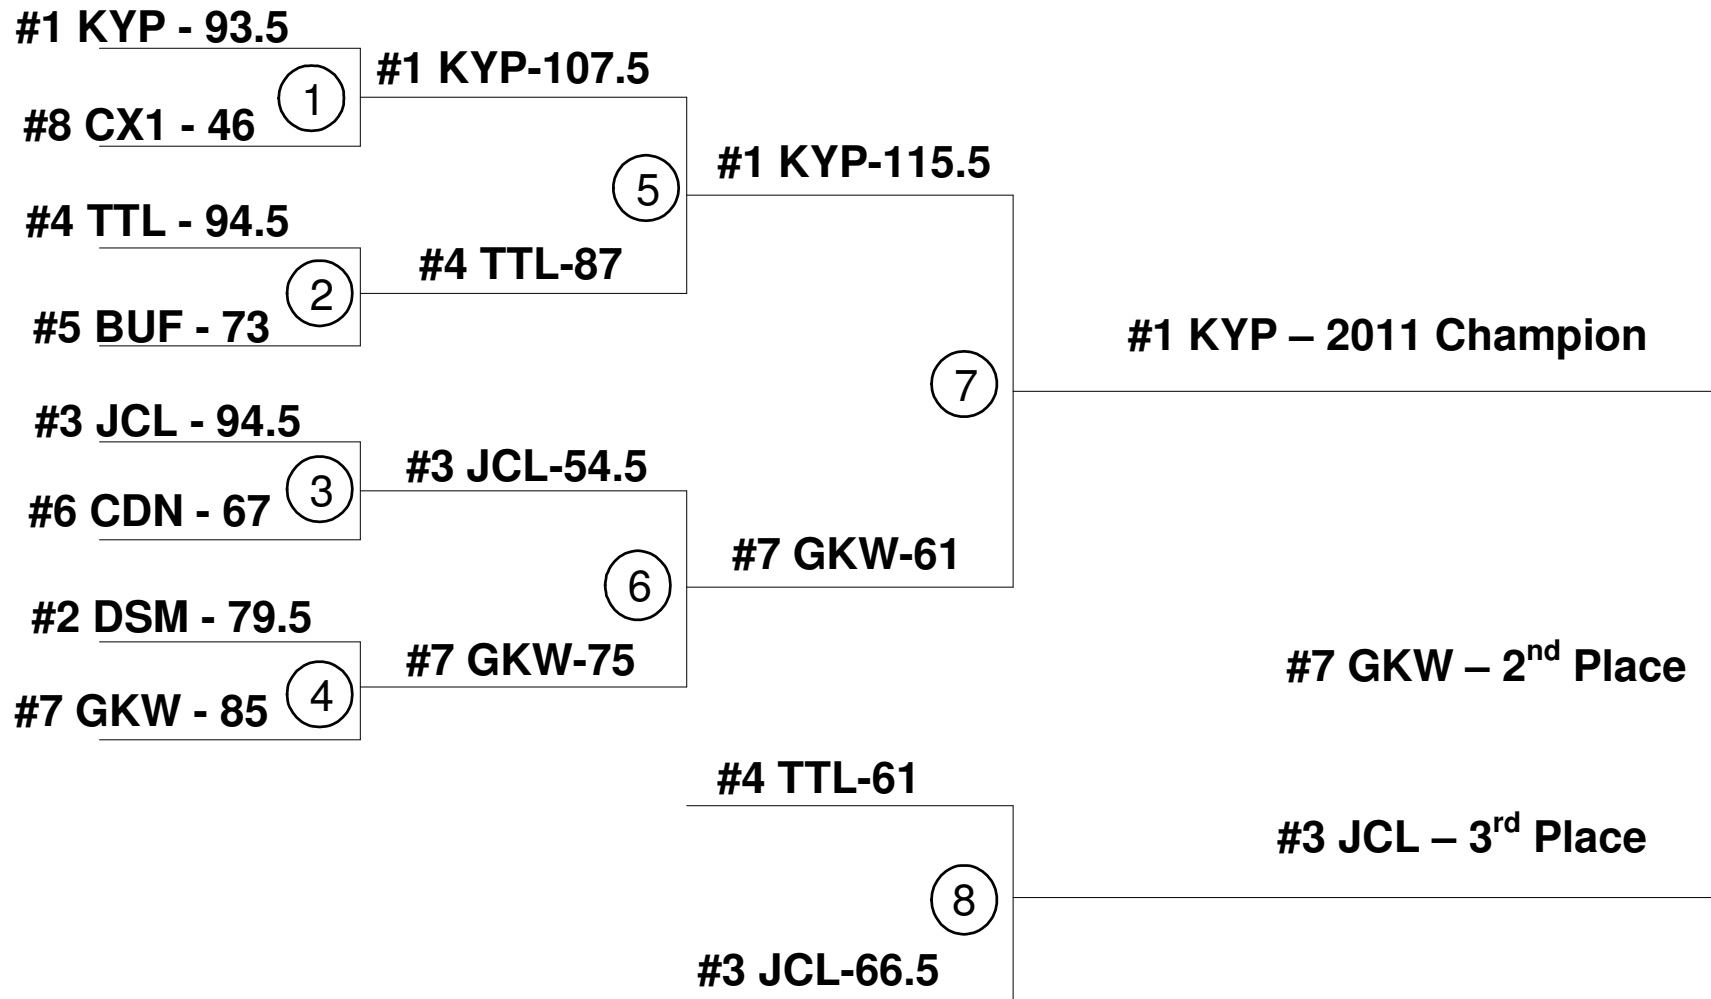 #1 KYP - 93.5
#8 CX1 - 46
1
#1 KYP-107.5
#4 TTL - 94.5
#5 BUF - 73
2
#4 TTL-87
5
#1 KYP-115.5
#3 JCL - 94.5
#6 CDN - 67
3
#3 JCL-54.5
#2 DSM - 79.5
#7 GKW - 85
4
#7 GKW-75
6
#7 GKW-61
7
#1 KYP – 2011 Champion
#7 GKW – 2nd Place
#4 TTL-61
8
#3 JCL-66.5
#3 JCL – 3rd Place